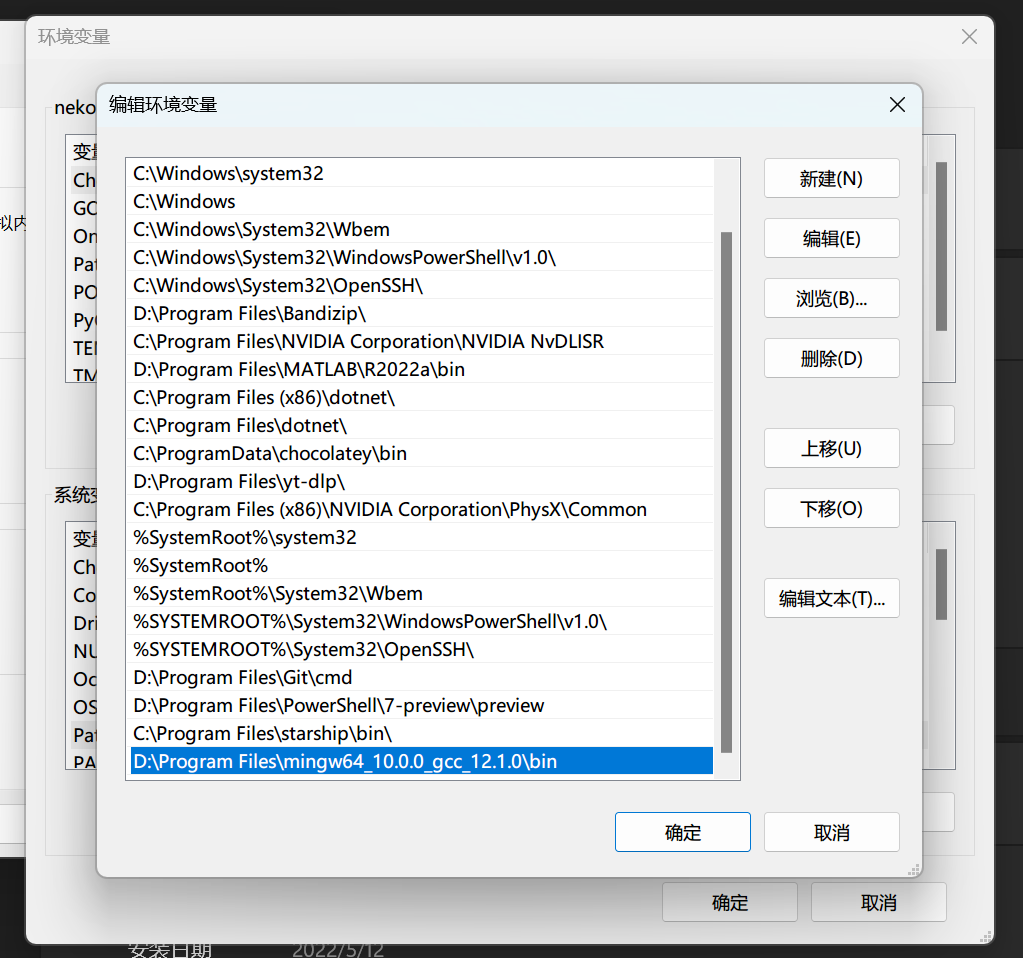 环境变量
neko
编辑环境变量
变量
Ch
GO
On
Pat
PO
Py
TE
TM
拟内
C:\Windows\system32
C:\Windows
C:\Windows\System32\Wbem
C:\Windows\System32\WindowsPowerShell\v1.0\
C:\Windows\System32\OpenSSH\
D:\Program Files\Bandizip\
C:\Program Files\NVIDIA Corporation\NVIDIA NvDLISR
D:\Program Files\MATLAB\R2022a\bin
C:\Program Files (x86)\dotnet\
C:\Program Files\dotnet\
C:\ProgramData\chocolatey\bin
D:\Program Files\yt-dlp\
C:\Program Files (x86)\NVIDIA Corporation\PhysX\Common
%SystemRoot%\system32
%SystemRoot%
%SystemRoot%\System32\Wbem
%SYSTEMROOT%\System32\WindowsPowerShell\v1.0\
%SYSTEMROOT%\System32\OpenSSH\
D:\Program Files\Git\cmd
D:\Program Files\PowerShell\7-preview\preview
C:\Program Files\starship\bin\
D:\Program Files\mingw64_10.0.0_gcc_12.1.0\bin
新建(N)
编辑(E)
浏览(B)...
删除(D)
上移(U)
下移(O)
编辑文本(T)...
系统变
变量
Ch
Co
Dri
NU
Oc
OS
Pat
PA
确定
取消
确定
取消
安装日期
2022/5/12